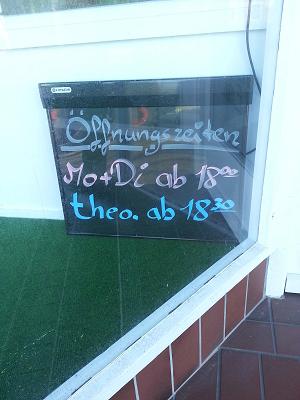 Öffnungszeiten
Mo+Di ab 18⁰⁰
theo. ab 18³⁰